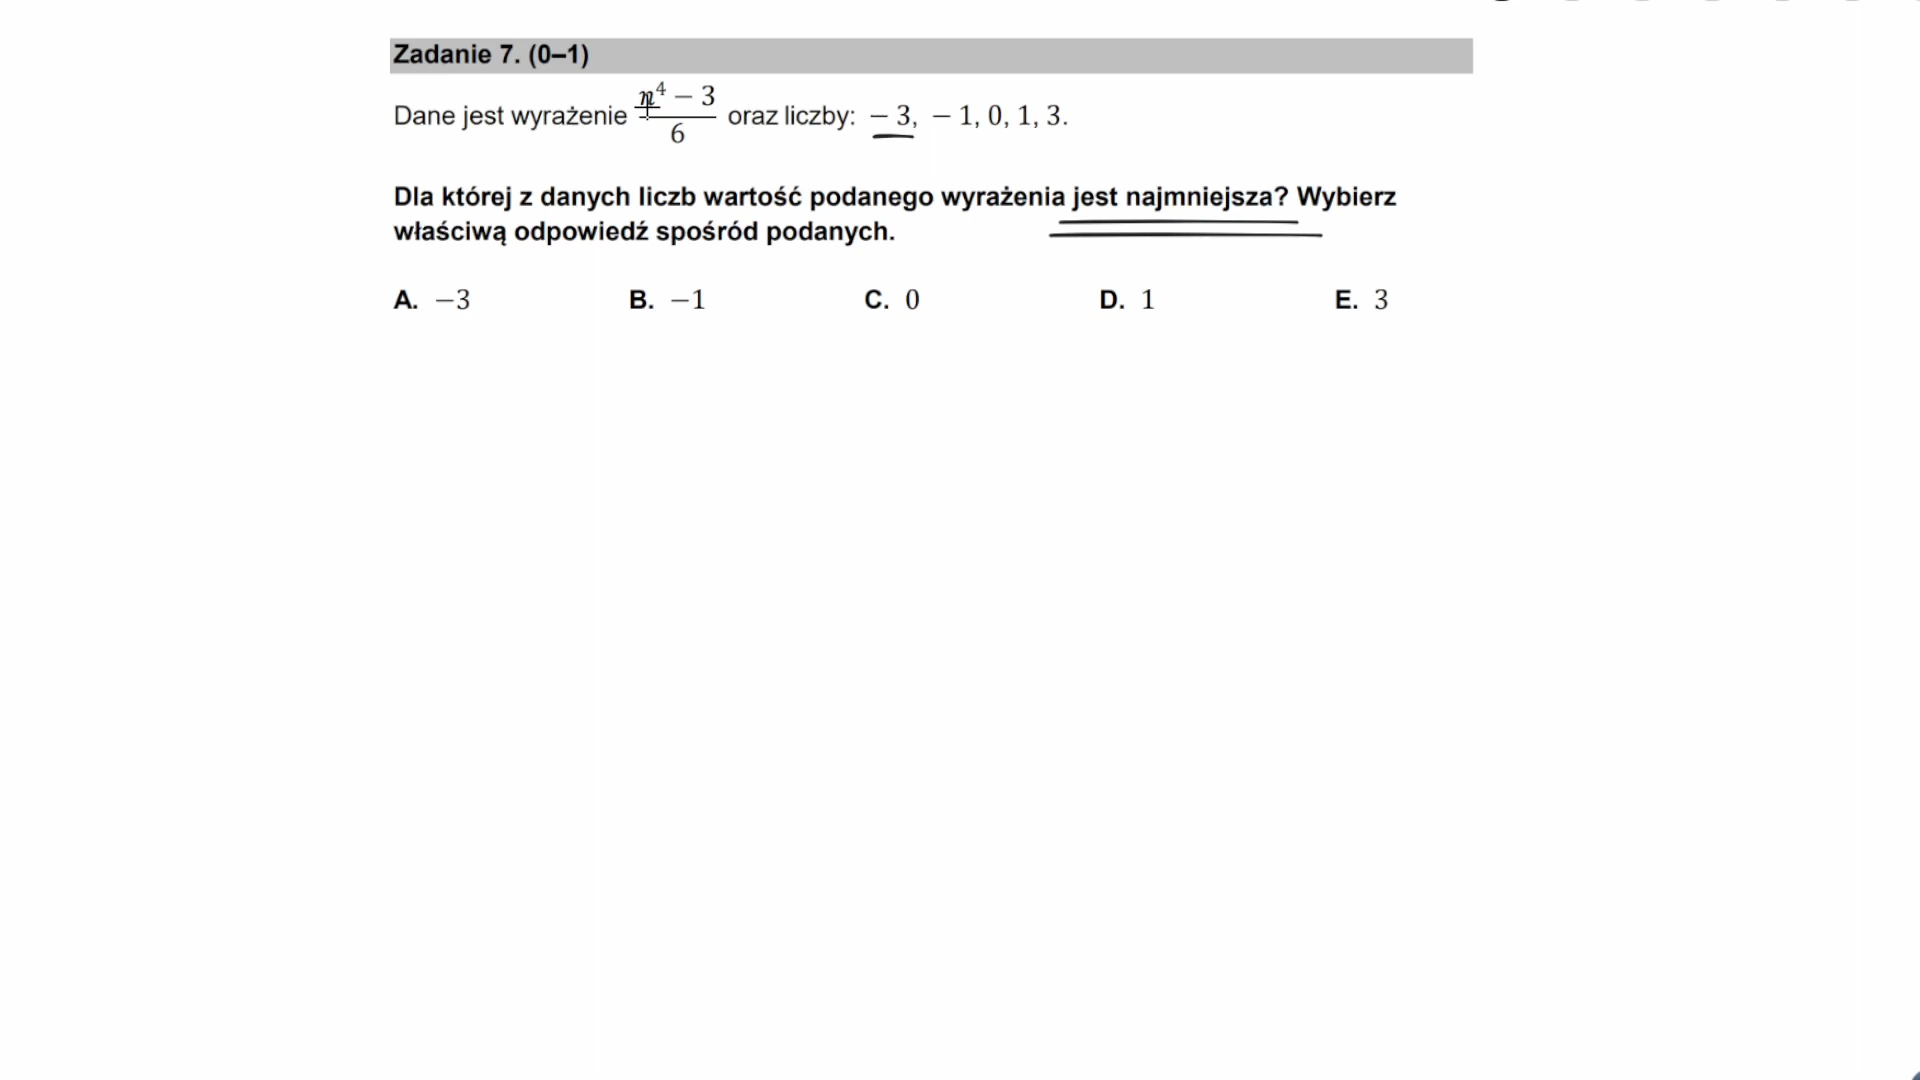 Zadanie 7. (0–1)
Dane jest wyrażenie n⁴ − 3 / 6 oraz liczby: − 3, − 1, 0, 1, 3.
Dla której z danych liczb wartość podanego wyrażenia jest najmniejsza? Wybierz
właściwą odpowiedź spośród podanych.
A. −3 B. −1 C. 0 D. 1 E. 3